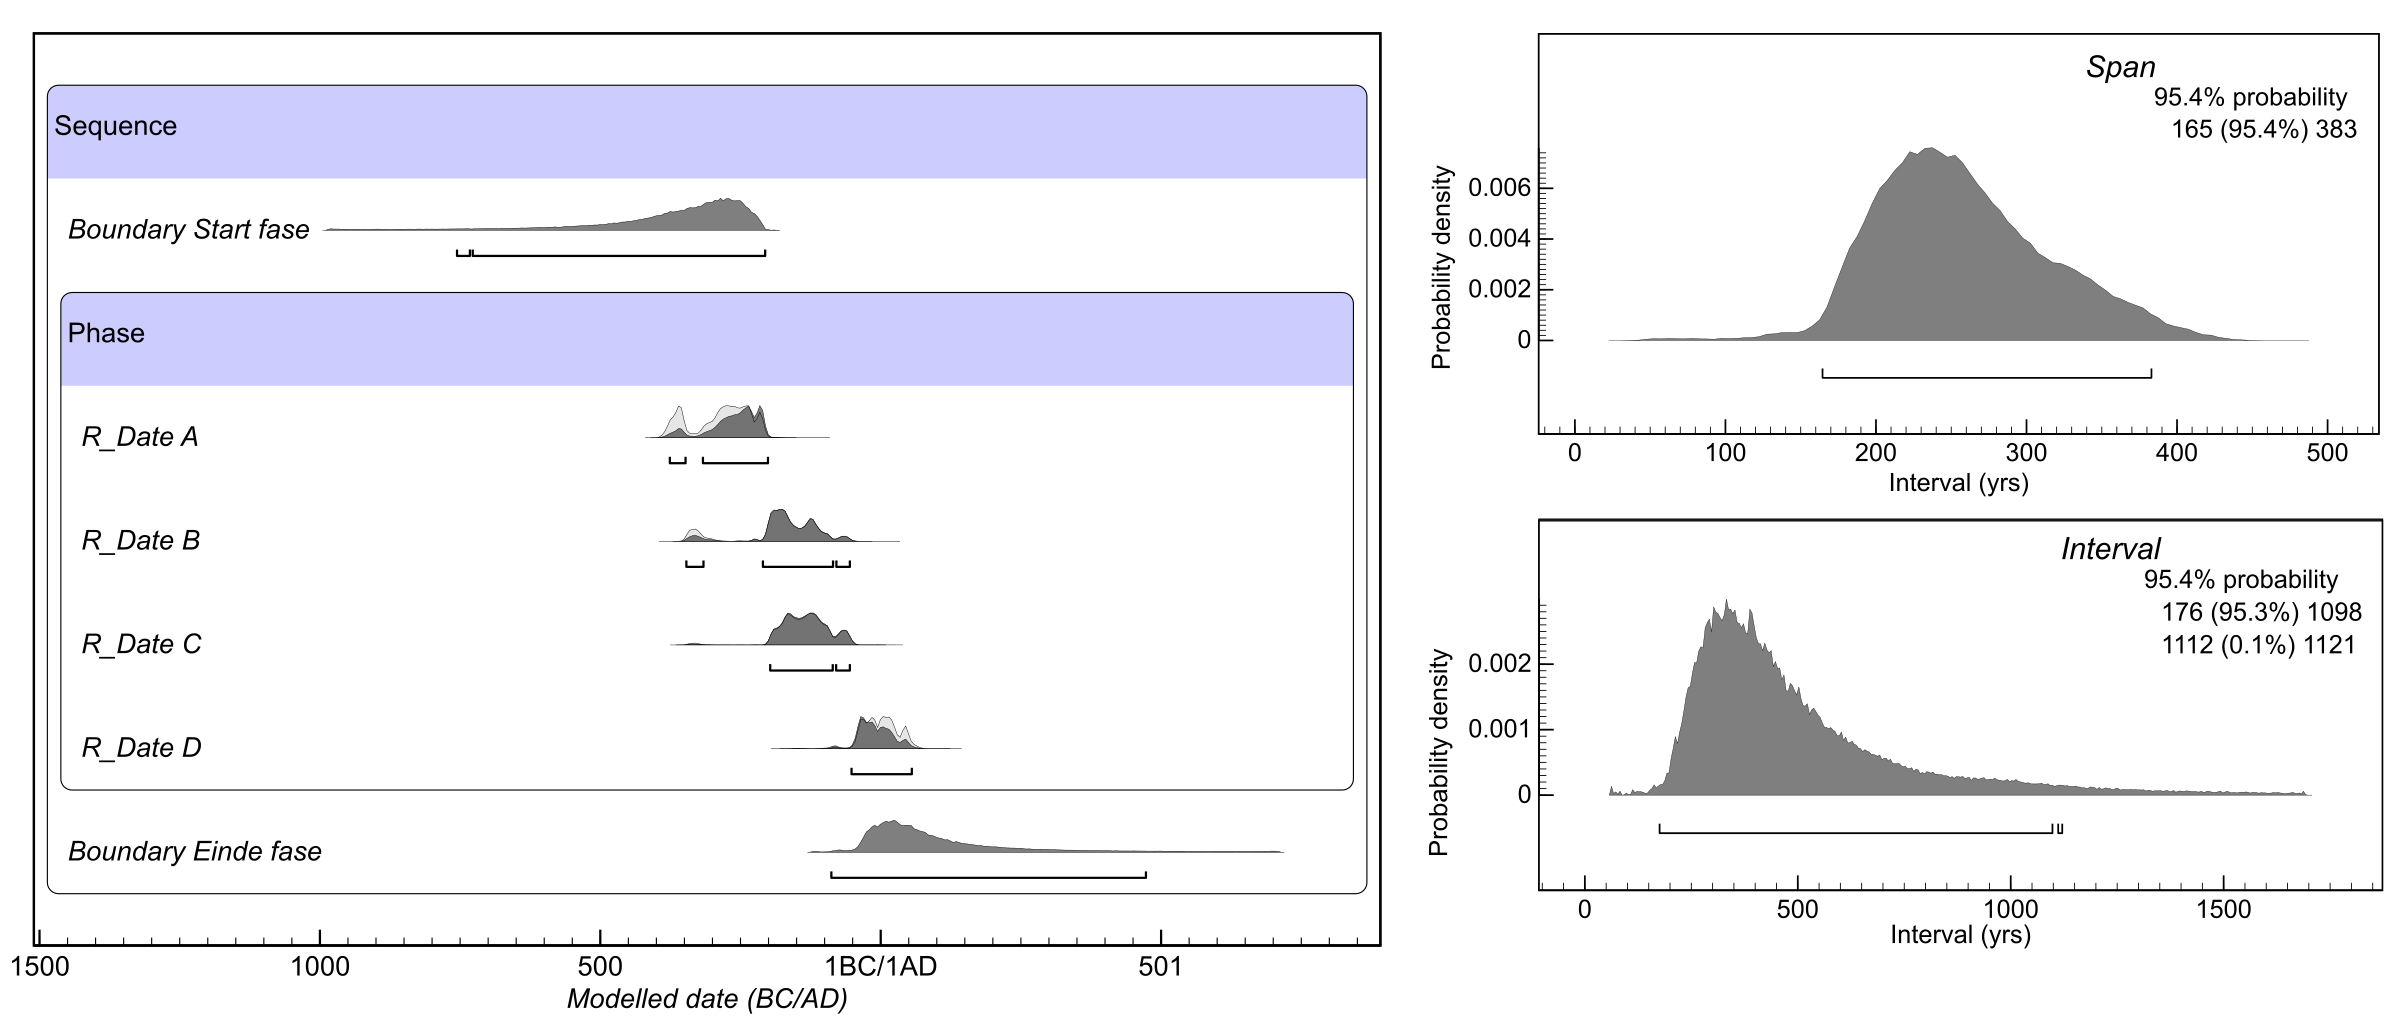 Sequence
Boundary Start fase
Phase
R_Date A
R_Date B
R_Date C
R_Date D
Boundary Einde fase
1500 1000 500 1BC/1AD 501
Modelled date (BC/AD)
Span
95.4% probability
165 (95.4%) 383
Probability density
0.006
0.004
0.002
0
0 100 200 300 400 500
Interval (yrs)
Interval
95.4% probability
176 (95.3%) 1098
1112 (0.1%) 1121
Probability density
0.002
0.001
0
0 500 1000 1500
Interval (yrs)